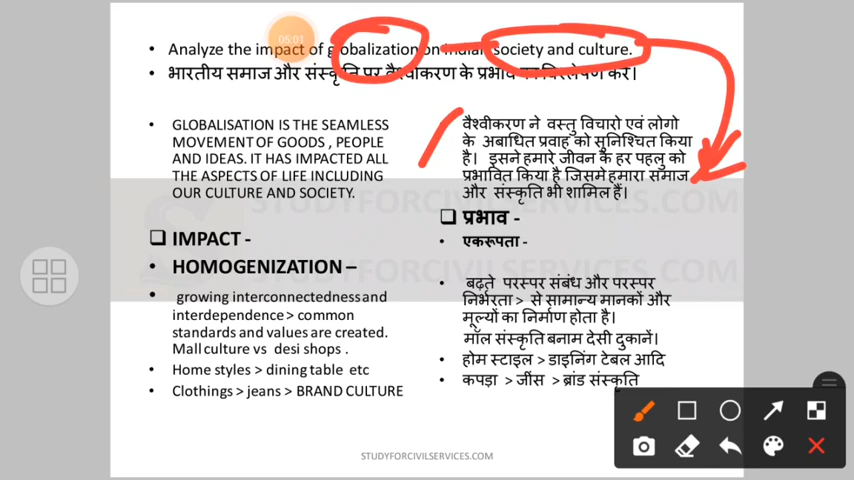 05:01
Analyze the impact of globalization on Indian society and culture.
भारतीय समाज और संस्कृति पर वैश्वीकरण के प्रभाव का विश्लेषण करें।
GLOBALISATION IS THE SEAMLESS
MOVEMENT OF GOODS , PEOPLE
AND IDEAS. IT HAS IMPACTED ALL
THE ASPECTS OF LIFE INCLUDING
OUR CULTURE AND SOCIETY.
IMPACT -
HOMOGENIZATION –
growing interconnectedness and
interdependence > common
standards and values are created.
Mall culture vs desi shops .
Home styles > dining table etc
Clothings > jeans > BRAND CULTURE
वैश्वीकरण ने वस्तु विचारो एवं लोगो
के अबाधित प्रवाह को सुनिश्चित किया
है। इसने हमारे जीवन के हर पहलु को
प्रभावित किया है जिसमे हमारा समाज
और संस्कृति भी शामिल हैं।
प्रभाव -
एकरूपता -
बढ़ते परस्पर संबंध और परस्पर
निर्भरता > से सामान्य मानकों और
मूल्यों का निर्माण होता है।
मॉल संस्कृति बनाम देसी दुकानें।
होम स्टाइल > डाइनिंग टेबल आदि
कपड़ा > जींस > ब्रांड संस्कृति
STUDYFORCIVILSERVICES.COM
STUDYFORCIVILSERVICES.COM
STUDYFORCIVILSERVICES.COM